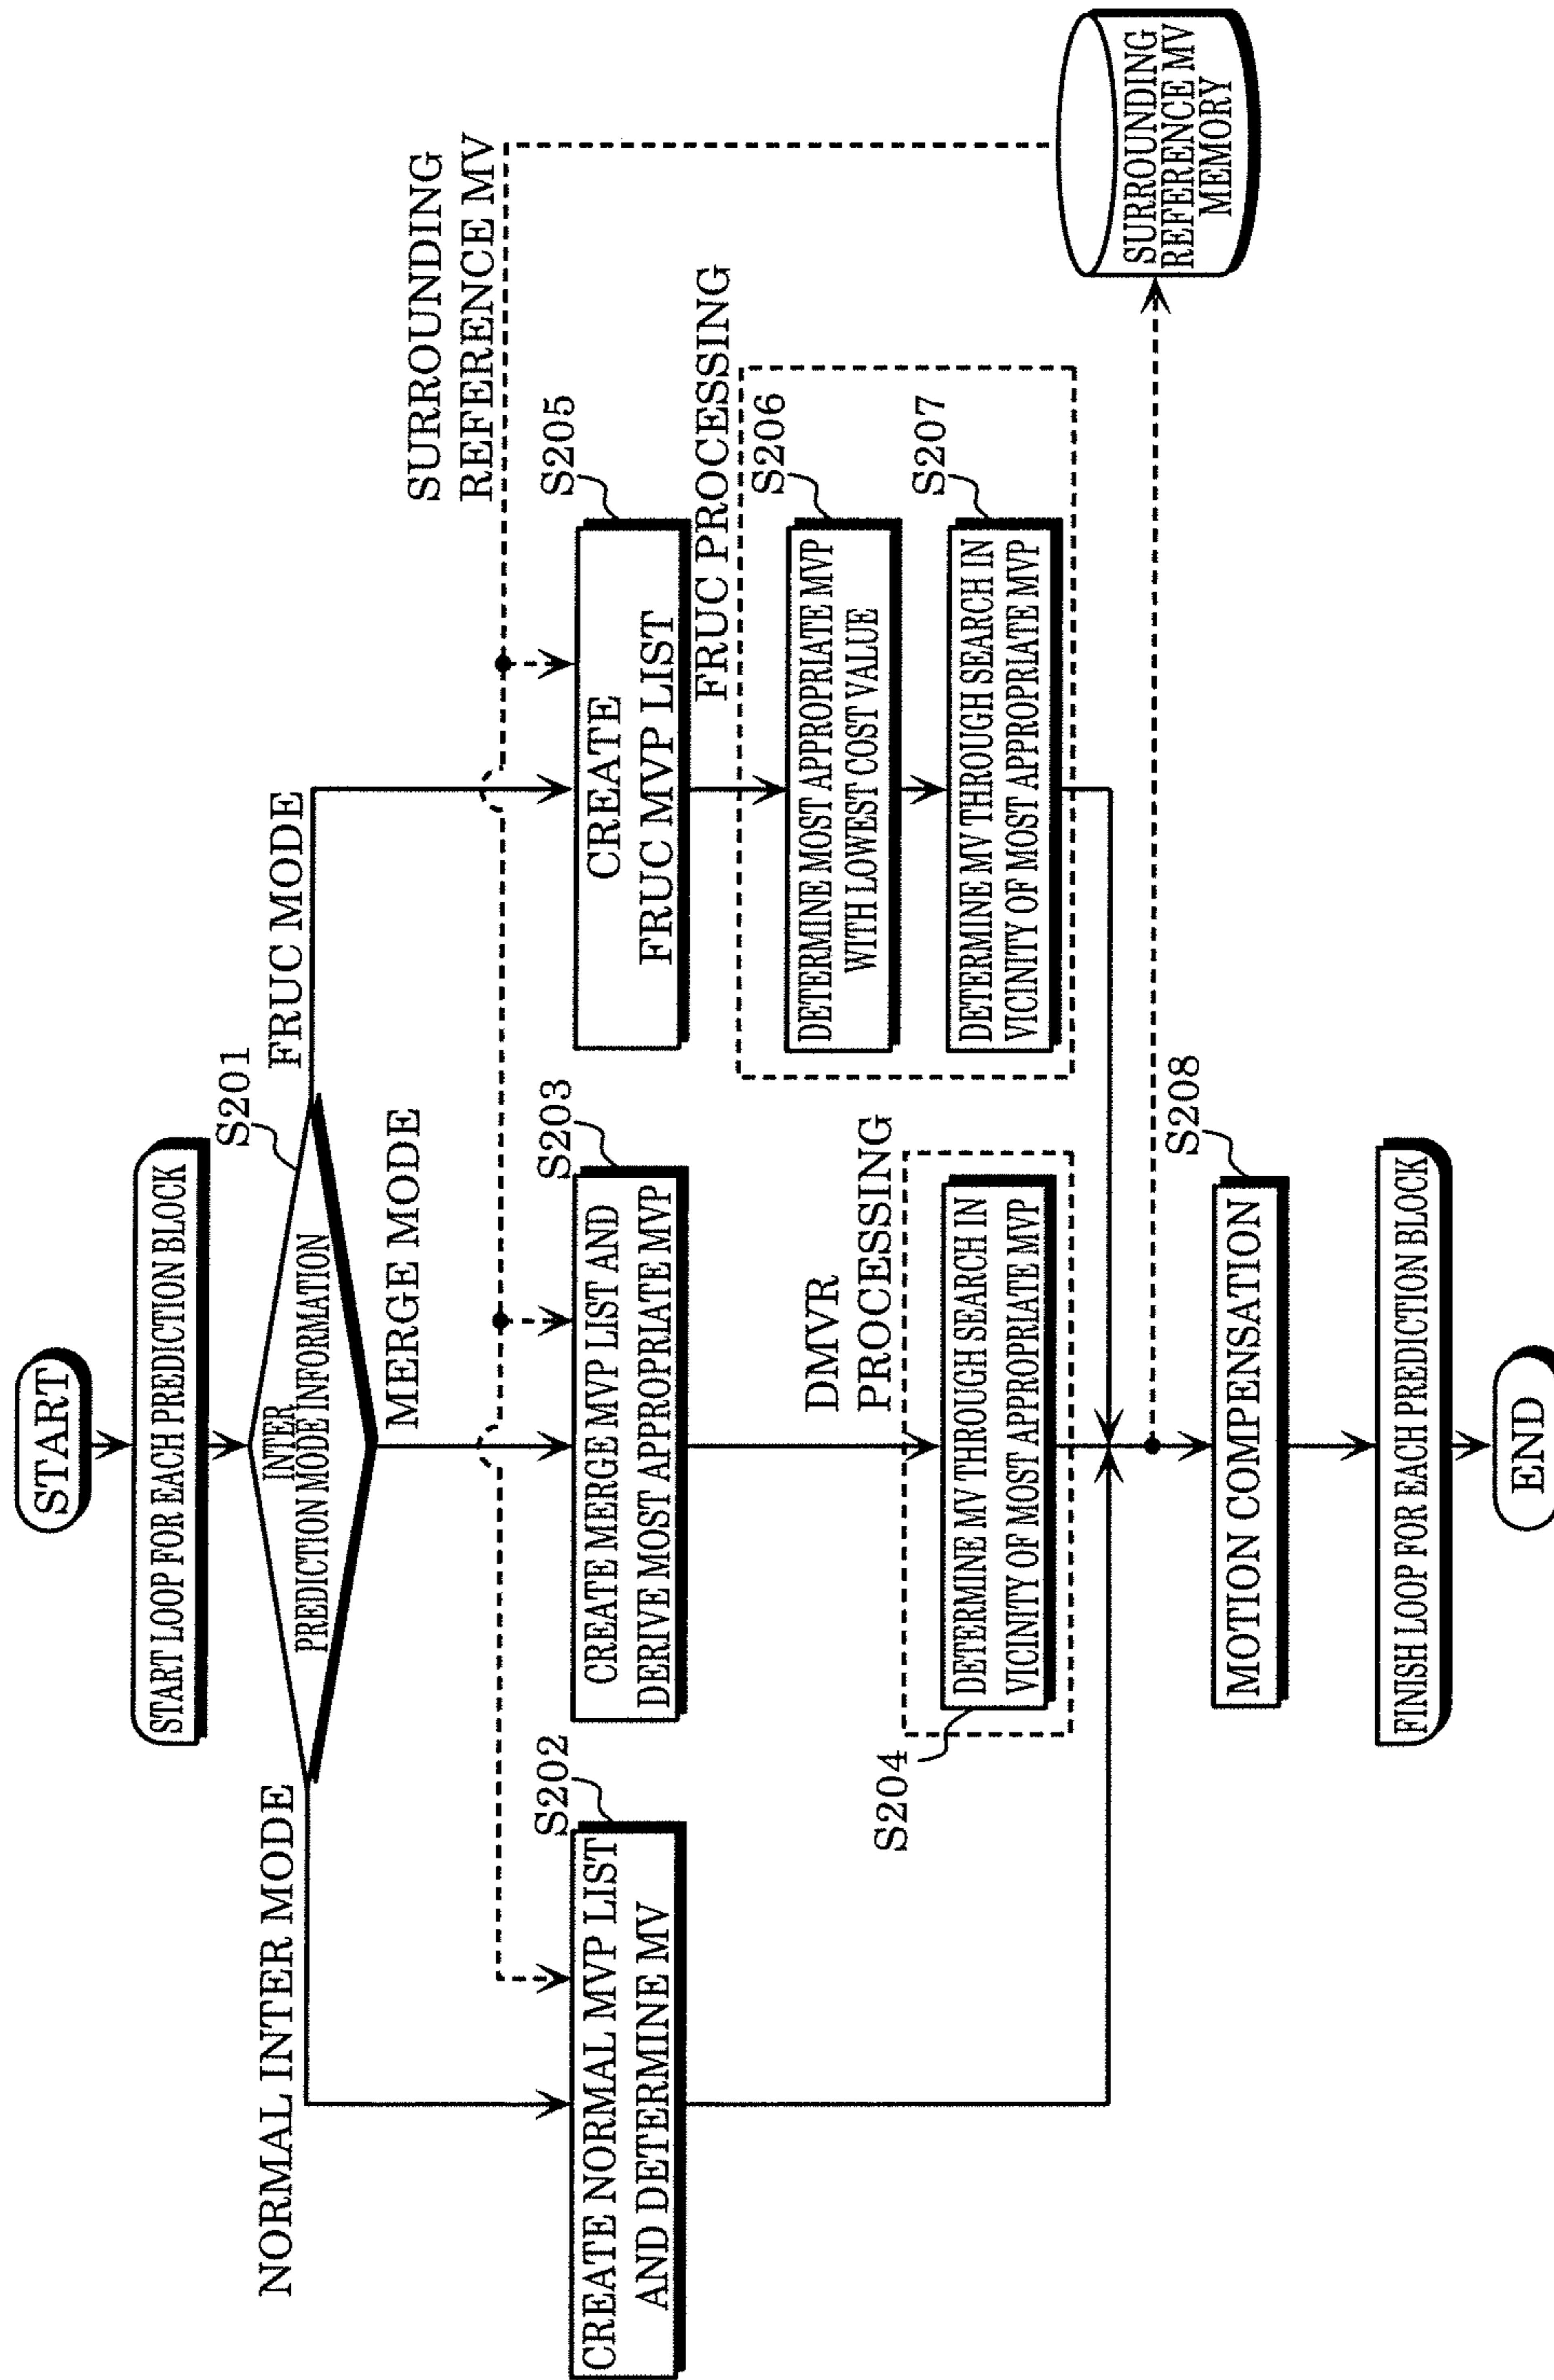 START
START LOOP FOR EACH PREDICTION BLOCK
S201
INTER
PREDICTION MODE INFORMATION
NORMAL INTER MODE
MERGE MODE
FRUC MODE
SURROUNDING
REFERENCE MV
S202
CREATE NORMAL MVP LIST
AND DETERMINE MV
S203
CREATE MERGE MVP LIST AND
DERIVE MOST APPROPRIATE MVP
S205
CREATE
FRUC MVP LIST
FRUC PROCESSING
S206
DETERMINE MOST APPROPRIATE MVP
WITH LOWEST COST VALUE
DMVR
PROCESSING
S204
DETERMINE MV THROUGH SEARCH IN
VICINITY OF MOST APPROPRIATE MVP
S207
DETERMINE MV THROUGH SEARCH IN
VICINITY OF MOST APPROPRIATE MVP
SURROUNDING
REFERENCE MV
MEMORY
S208
MOTION COMPENSATION
FINISH LOOP FOR EACH PREDICTION BLOCK
END